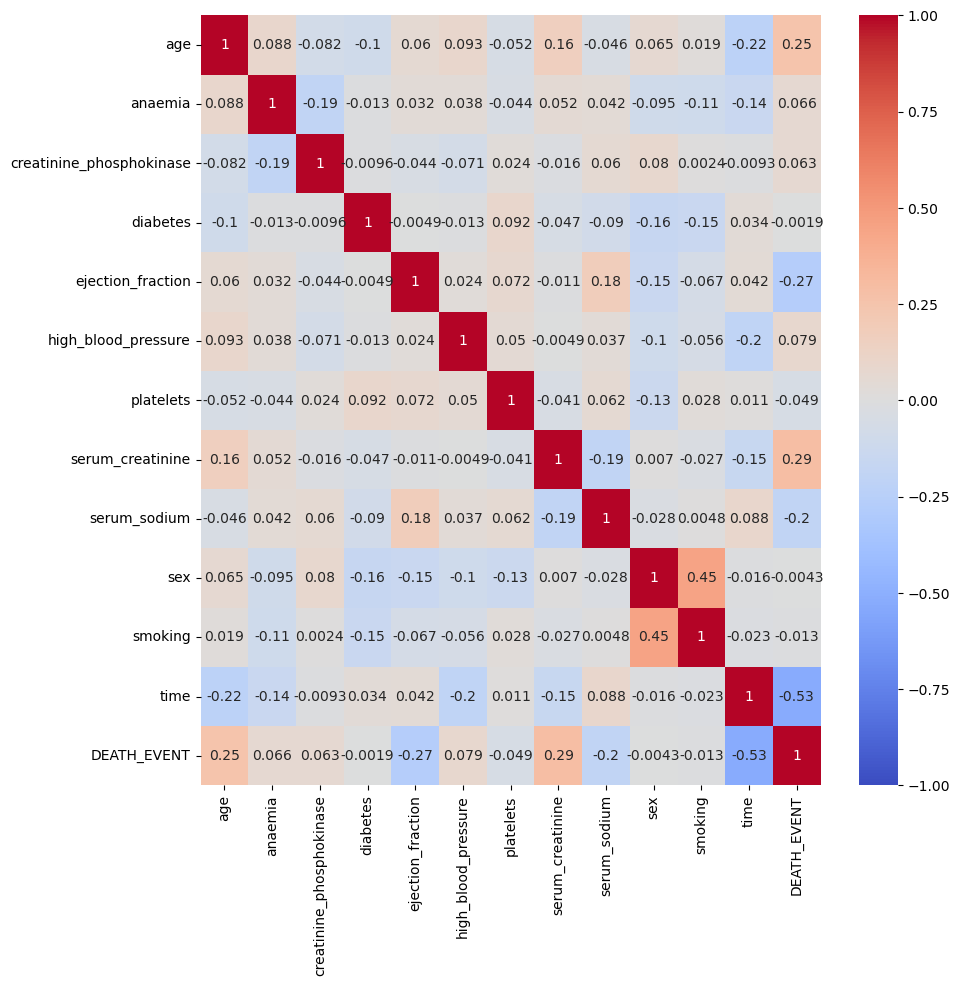 age 1 0.088 -0.082 -0.1 0.06 0.093 -0.052 0.16 -0.046 0.065 0.019 -0.22 0.25
anaemia 0.088 1 -0.19 -0.013 0.032 0.038 -0.044 0.052 0.042 -0.095 -0.11 -0.14 0.066
creatinine_phosphokinase -0.082 -0.19 1 -0.0096 -0.044 -0.071 0.024 -0.016 0.06 0.08 0.0024 -0.0093 0.063
diabetes -0.1 -0.013 -0.0096 1 -0.0049 -0.013 0.092 -0.047 -0.09 -0.16 -0.15 0.034 -0.0019
ejection_fraction 0.06 0.032 -0.044 -0.0049 1 0.024 0.072 -0.011 0.18 -0.15 -0.067 0.042 -0.27
high_blood_pressure 0.093 0.038 -0.071 -0.013 0.024 1 0.05 -0.0049 0.037 -0.1 -0.056 -0.2 0.079
platelets -0.052 -0.044 0.024 0.092 0.072 0.05 1 -0.041 0.062 -0.13 0.028 0.011 -0.049
serum_creatinine 0.16 0.052 -0.016 -0.047 -0.011 -0.0049 -0.041 1 -0.19 0.007 -0.027 -0.15 0.29
serum_sodium -0.046 0.042 0.06 -0.09 0.18 0.037 0.062 -0.19 1 -0.028 0.0048 0.088 -0.2
sex 0.065 -0.095 0.08 -0.16 -0.15 -0.1 -0.13 0.007 -0.028 1 0.45 -0.016 -0.0043
smoking 0.019 -0.11 0.0024 -0.15 -0.067 -0.056 0.028 -0.027 0.0048 0.45 1 -0.023 -0.013
time -0.22 -0.14 -0.0093 0.034 0.042 -0.2 0.011 -0.15 0.088 -0.016 -0.023 1 -0.53
DEATH_EVENT 0.25 0.066 0.063 -0.0019 -0.27 0.079 -0.049 0.29 -0.2 -0.0043 -0.013 -0.53 1
age
anaemia
creatinine_phosphokinase
diabetes
ejection_fraction
high_blood_pressure
platelets
serum_creatinine
serum_sodium
sex
smoking
time
DEATH_EVENT
1.00
0.75
0.50
0.25
0.00
−0.25
−0.50
−0.75
−1.00